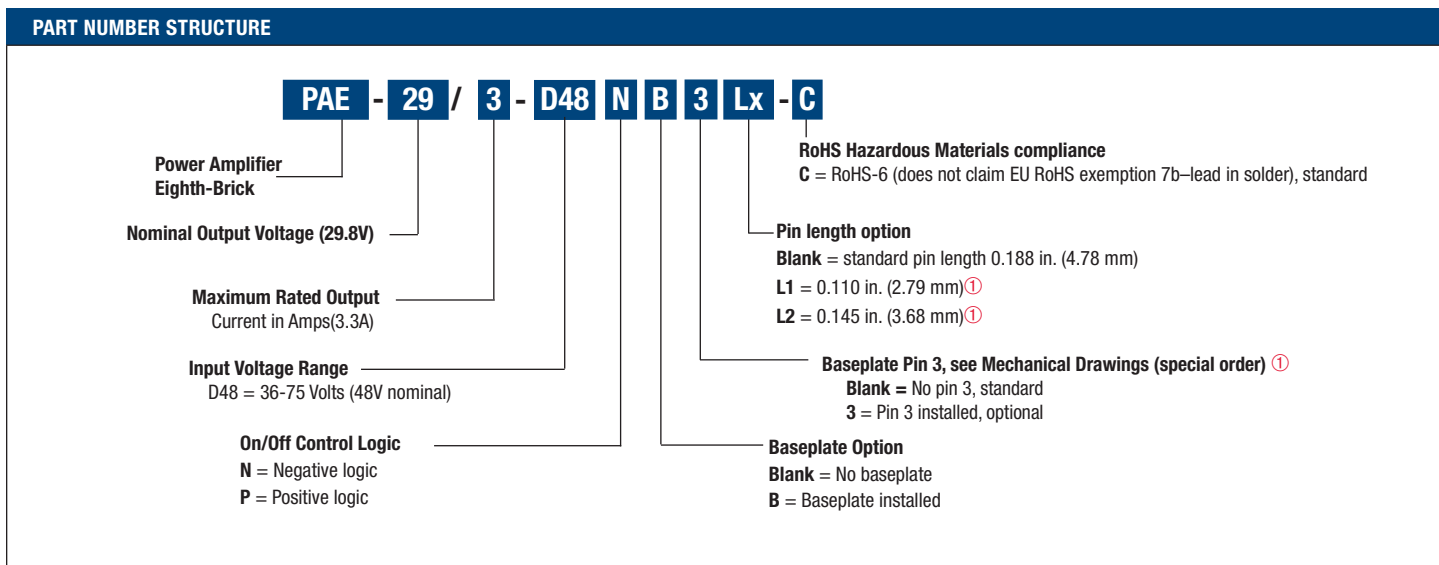 PART NUMBER STRUCTURE
PAE - 29 / 3 - D48 N B 3 Lx - C
RoHS Hazardous Materials compliance
C = RoHS-6 (does not claim EU RoHS exemption 7b–lead in solder), standard
Power Amplifier
Eighth-Brick
Nominal Output Voltage (29.8V)
Pin length option
Blank = standard pin length 0.188 in. (4.78 mm)
L1 = 0.110 in. (2.79 mm)①
L2 = 0.145 in. (3.68 mm)①
Maximum Rated Output
Current in Amps(3.3A)
Baseplate Pin 3, see Mechanical Drawings (special order) ①
Blank = No pin 3, standard
3 = Pin 3 installed, optional
Input Voltage Range
D48 = 36-75 Volts (48V nominal)
On/Off Control Logic
N = Negative logic
P = Positive logic
Baseplate Option
Blank = No baseplate
B = Baseplate installed